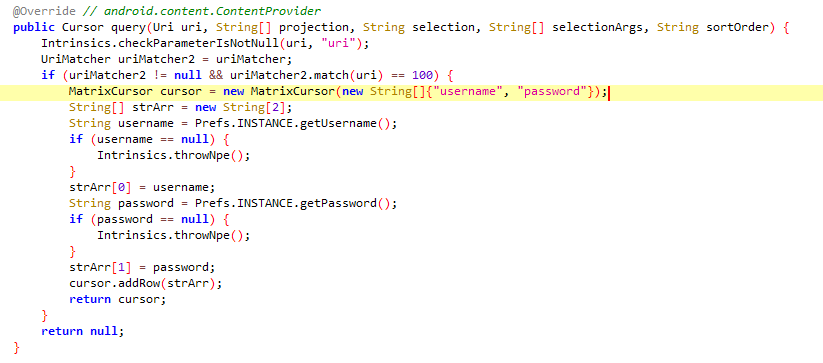 @Override // android.content.ContentProvider
public Cursor query(Uri uri, String[] projection, String selection, String[] selectionArgs, String sortOrder) {
    Intrinsics.checkParameterIsNotNull(uri, "uri");
    UriMatcher uriMatcher2 = uriMatcher;
    if (uriMatcher2 != null && uriMatcher2.match(uri) == 100) {
        MatrixCursor cursor = new MatrixCursor(new String[]{"username", "password"});
        String[] strArr = new String[2];
        String username = Prefs.INSTANCE.getUsername();
        if (username == null) {
            Intrinsics.throwNpe();
        }
        strArr[0] = username;
        String password = Prefs.INSTANCE.getPassword();
        if (password == null) {
            Intrinsics.throwNpe();
        }
        strArr[1] = password;
        cursor.addRow(strArr);
        return cursor;
    }
    return null;
}